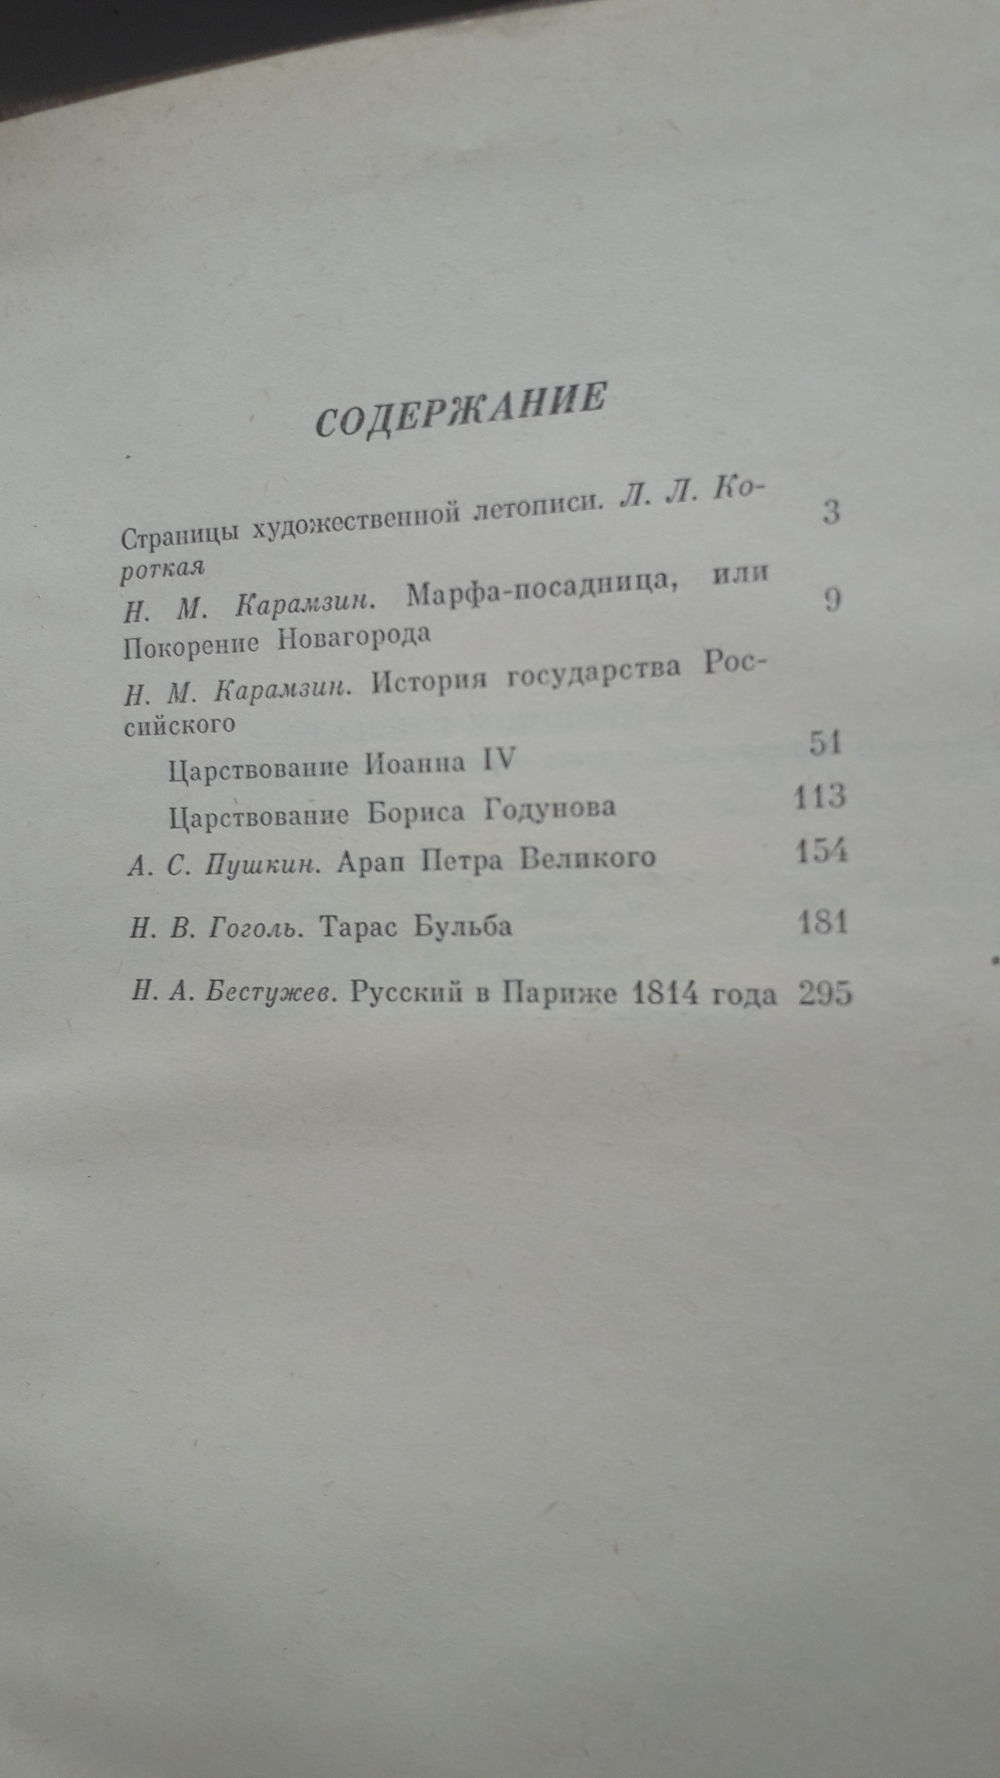 СОДЕРЖАНИЕ
Страницы художественной летописи. Л. Л. Ко-
роткая 3
Н. М. Карамзин. Марфа-посадница, или
Покорение Новагорода 9
Н. М. Карамзин. История государства Рос-
сийского
Царствование Иоанна IV 51
Царствование Бориса Годунова 113
А. С. Пушкин. Арап Петра Великого 154
Н. В. Гоголь. Тарас Бульба 181
Н. А. Бестужев. Русский в Париже 1814 года 295